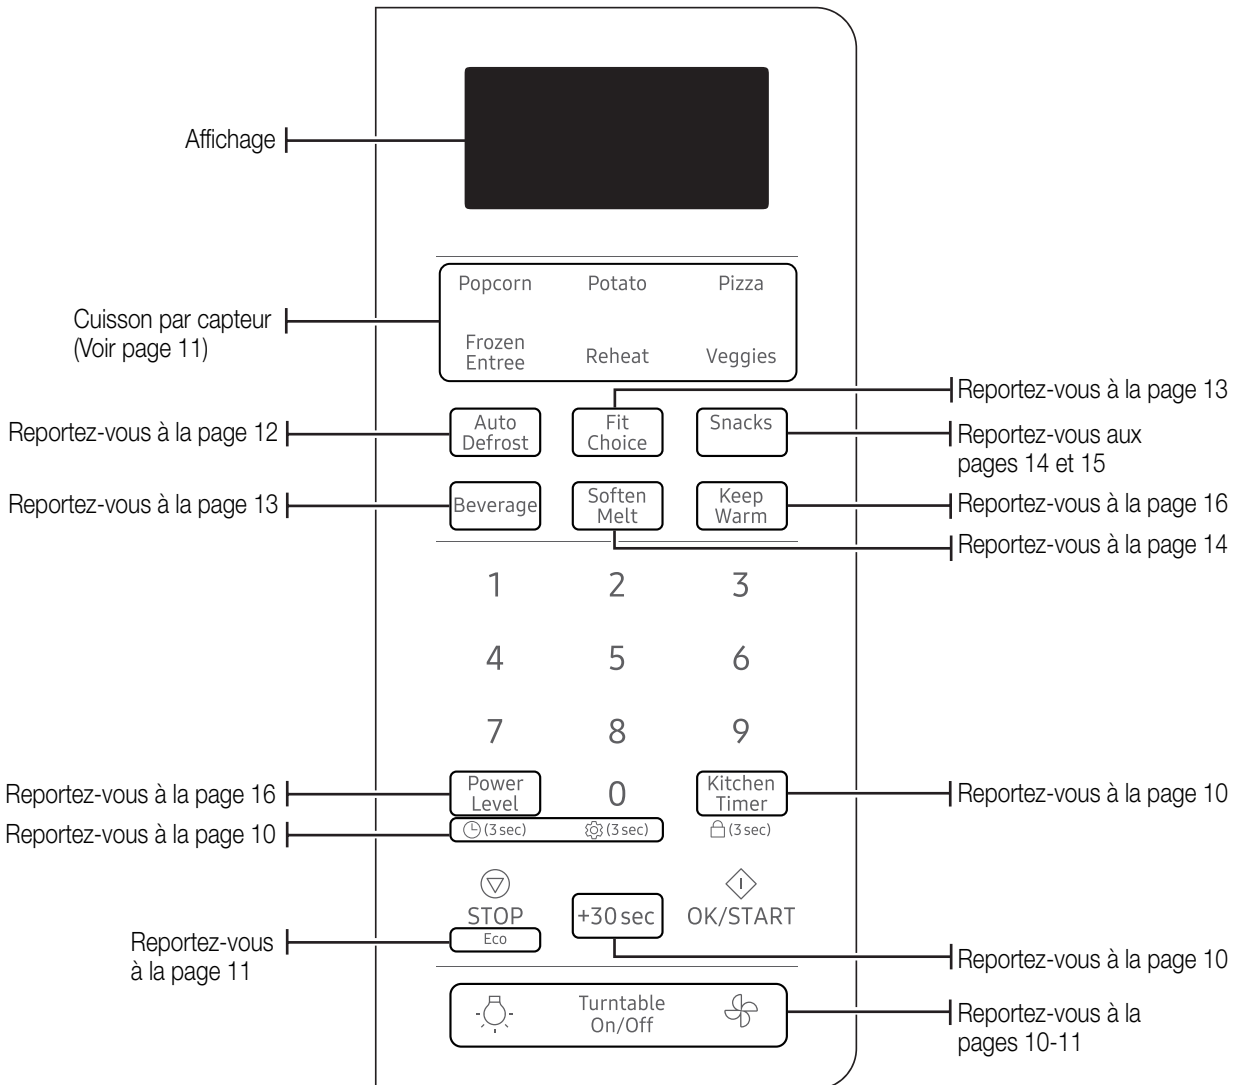 Affichage
Popcorn Potato Pizza
Cuisson par capteur
(Voir page 11)
Frozen
Entree
Reheat Veggies
Reportez-vous à la page 13
Reportez-vous à la page 12
Auto
Defrost
Fit
Choice
Snacks
Reportez-vous aux
pages 14 et 15
Reportez-vous à la page 13
Beverage
Soften
Melt
Keep
Warm
Reportez-vous à la page 16
Reportez-vous à la page 14
1 2 3
4 5 6
7 8 9
Reportez-vous à la page 16
Power
Level
0
Kitchen
Timer
Reportez-vous à la page 10
Reportez-vous à la page 10
(3 sec) (3 sec) (3 sec)
STOP
+30 sec
OK/START
Reportez-vous
à la page 11
Eco
Reportez-vous à la page 10
Turntable
On/Off
Reportez-vous à la
pages 10-11